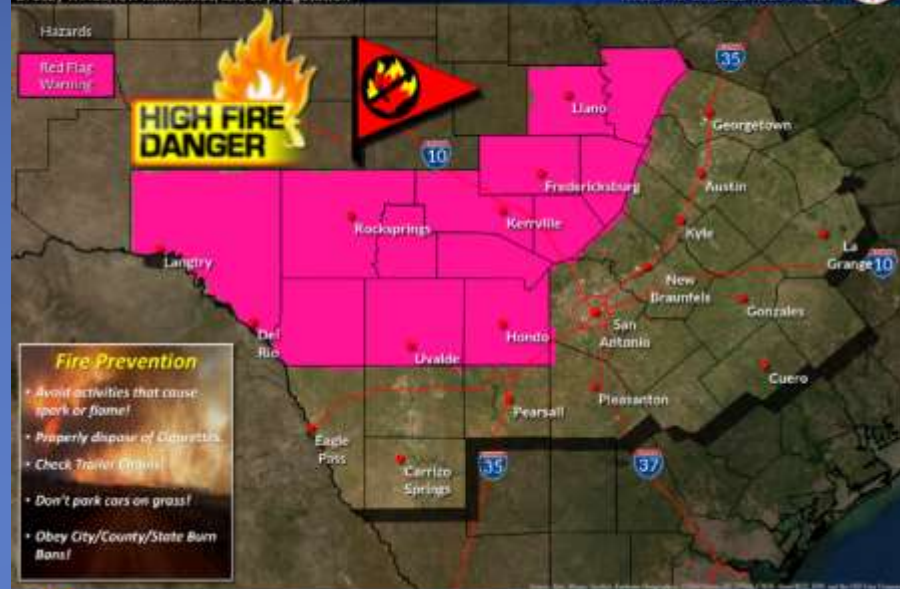 Hazards
Red Flag
Warning
HIGH FIRE
DANGER
35
10
Llano
Georgetown
Fredericksburg
Austin
Rocksprings
Kerrville
Kyle
La
Grange
10
Langtry
New
Braunfels
Gonzales
Del
Rio
Hondo
San
Antonio
Uvalde
Cuero
Pearsall
Pleasanton
Eagle
Pass
Carrizo
Springs
35
37
Fire Prevention
• Avoid activities that cause
spark or flame!
• Properly dispose of Cigarettes.
• Check Trailer Chains!
• Don't park cars on grass!
• Obey City/County/State Burn
Bans!